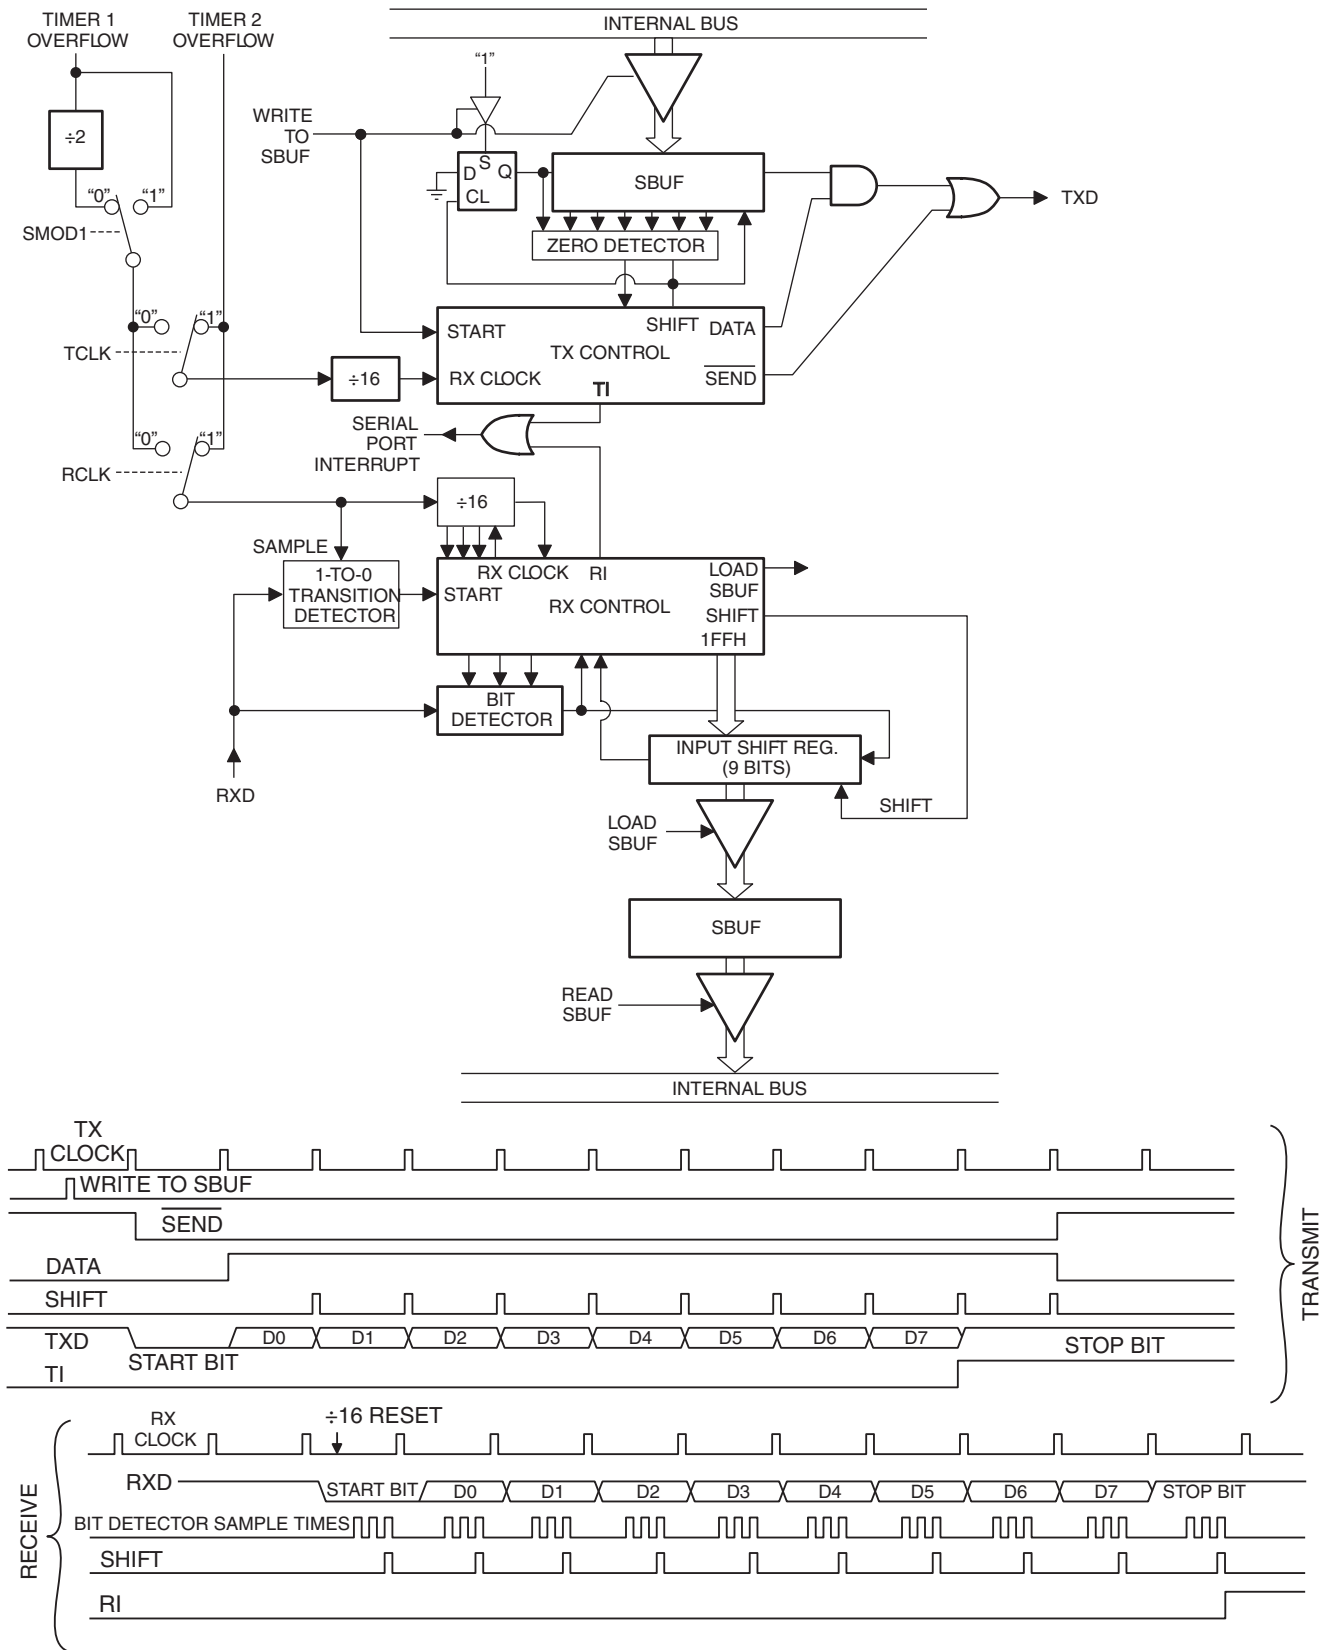 TIMER 1
OVERFLOW
TIMER 2
OVERFLOW
INTERNAL BUS
÷2
"0"
"1"
SMOD1
"1"
WRITE
TO
SBUF
D
S
Q
CL
SBUF
ZERO DETECTOR
TXD
"0"
"1"
TCLK
÷16
START
SHIFT
DATA
TX CONTROL
RX CLOCK
TI
SEND
SERIAL
PORT
INTERRUPT
"0"
"1"
RCLK
÷16
SAMPLE
1-TO-0
TRANSITION
DETECTOR
RX CLOCK
RI
LOAD
SBUF
START
RX CONTROL
SHIFT
1FFH
BIT
DETECTOR
RXD
INPUT SHIFT REG.
(9 BITS)
SHIFT
LOAD
SBUF
SBUF
READ
SBUF
INTERNAL BUS
TX
CLOCK
WRITE TO SBUF
SEND
DATA
SHIFT
TXD
START BIT
D0
D1
D2
D3
D4
D5
D6
D7
STOP BIT
TI
TRANSMIT
RX
CLOCK
÷16 RESET
RXD
START BIT
D0
D1
D2
D3
D4
D5
D6
D7
STOP BIT
BIT DETECTOR SAMPLE TIMES
SHIFT
RI
RECEIVE